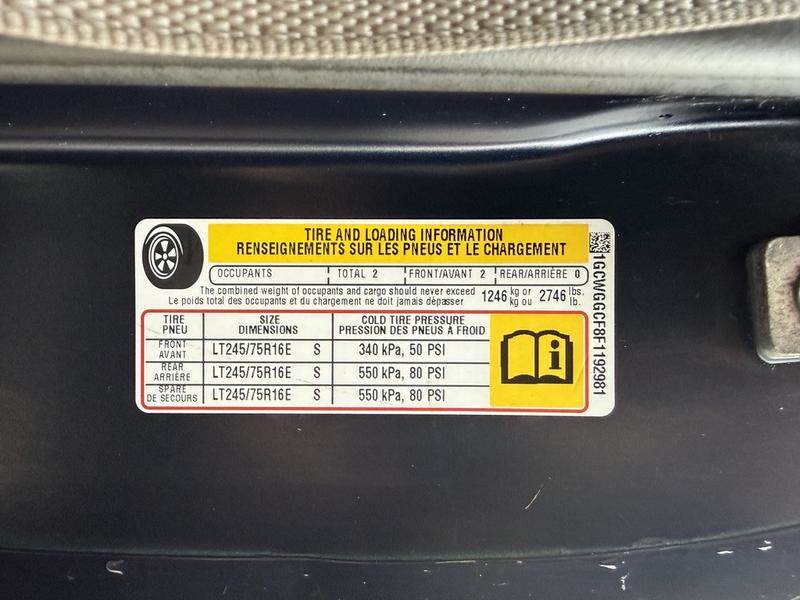 TIRE AND LOADING INFORMATION
RENSEIGNEMENTS SUR LES PNEUS ET LE CHARGEMENT
OCCUPANTS TOTAL 2 FRONT/AVANT 2 REAR/ARRIÈRE 0
The combined weight of occupants and cargo should never exceed 1246 kg or 2746 lbs.
Le poids total des occupants et du chargement ne doit jamais dépasser kg ou lb.
TIRE SIZE COLD TIRE PRESSURE
PNEU DIMENSIONS PRESSION DES PNEUS À FROID
FRONT
AVANT LT245/75R16E S 340 kPa, 50 PSI
REAR
ARRIÈRE LT245/75R16E S 550 kPa, 80 PSI
SPARE
DE SECOURS LT245/75R16E S 550 kPa, 80 PSI
1GCWGGCF8F1192981